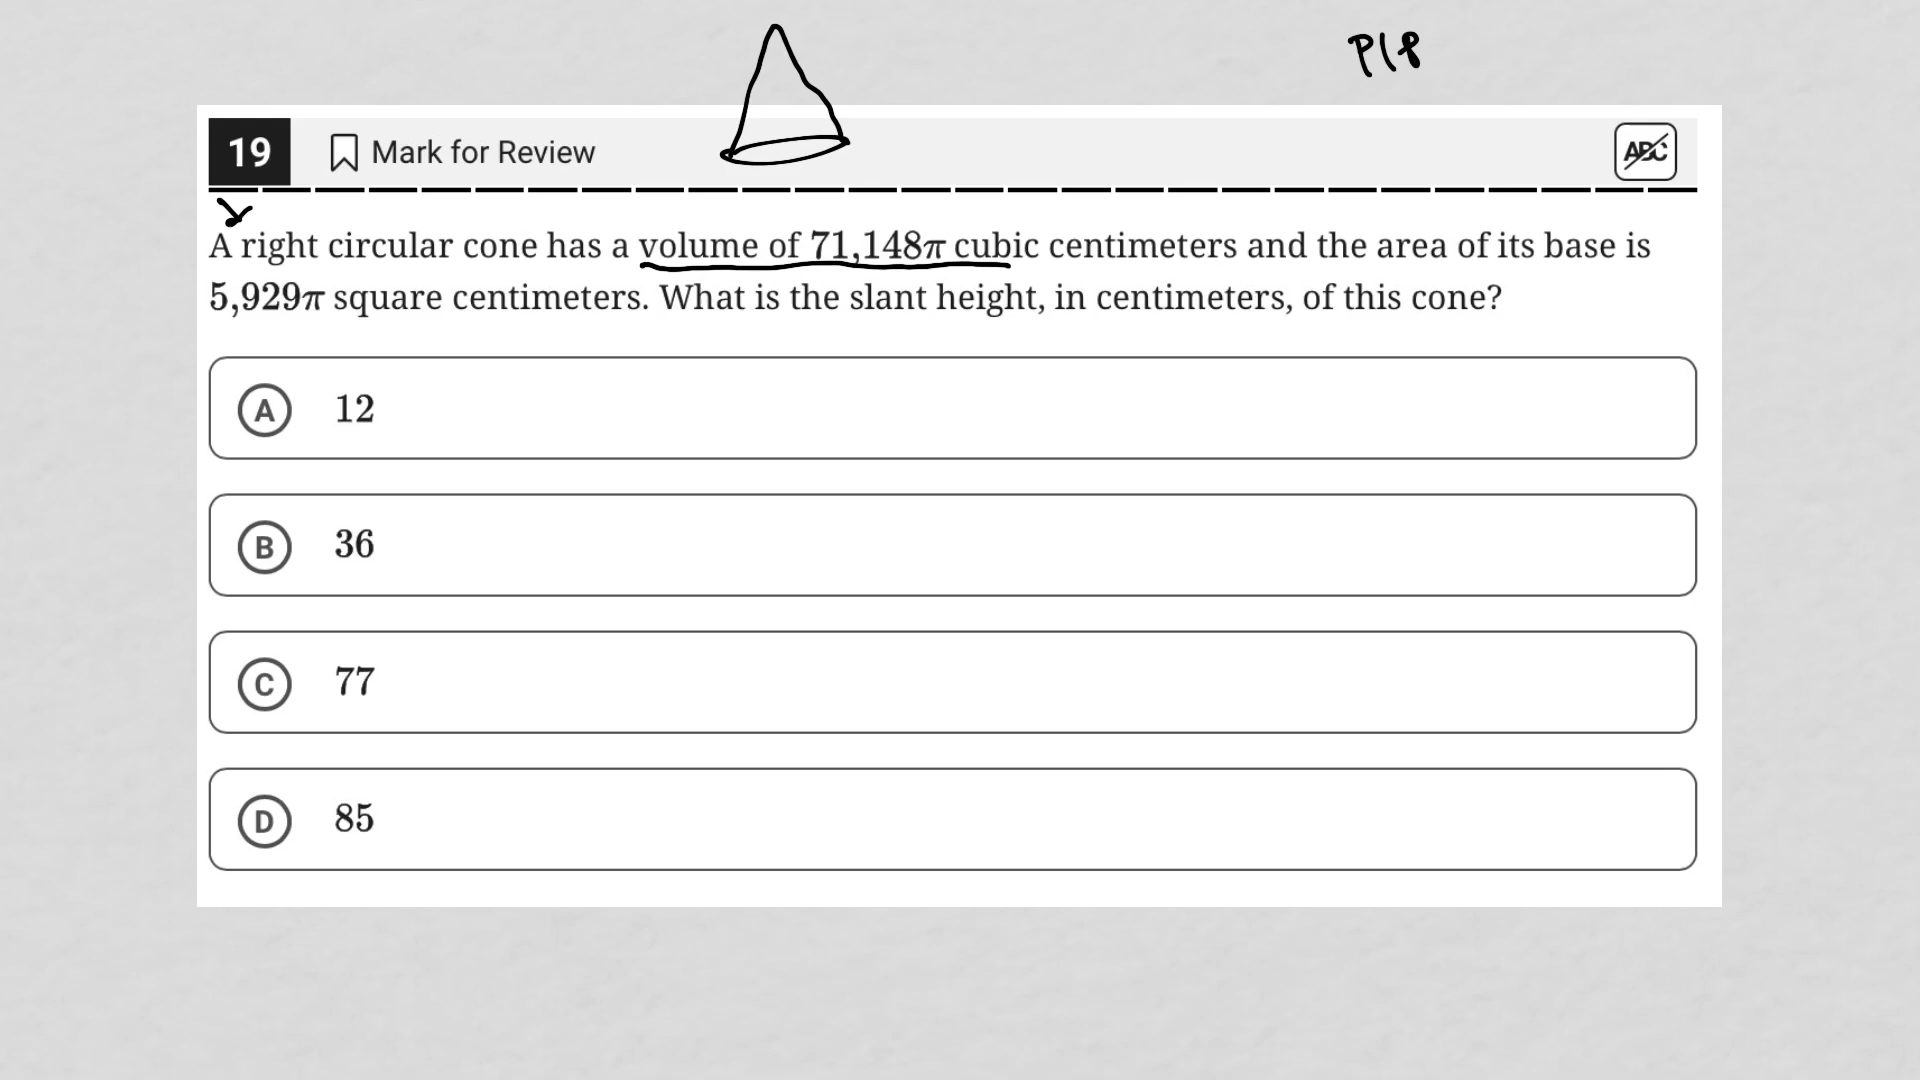 P18
19 Mark for Review ABC
A right circular cone has a volume of 71,148π cubic centimeters and the area of its base is
5,929π square centimeters. What is the slant height, in centimeters, of this cone?
A 12
B 36
C 77
D 85